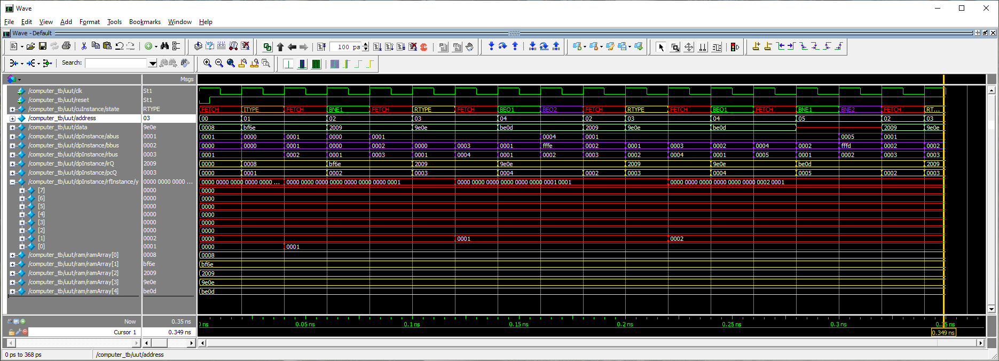 Wave
File Edit View Add Format Tools Bookmarks Window Help
Wave - Default
100 ps
Search:
Msgs
/computer_tb/uut/clk St1
/computer_tb/uut/reset St1
/computer_tb/uut/cuInstance/state RTYPE FETCH ITYPE FETCH BNE1 FETCH RTYPE FETCH BEQ1 BEQ2 FETCH RTYPE FETCH BEQ1 FETCH BNE1 BNE2 FETCH RT...
/computer_tb/uut/address 03 00 01 02 03 04 02 03 04 05 02 03
/computer_tb/uut/data 9e0e 0008 bf6e 2009 9e0e be0d 2009 9e0e be0d 2009 9e0e
/computer_tb/uut/dpInstance/abus 0001 0001 0000 0001 0000 0001 0004 0001 0005 0001
/computer_tb/uut/dpInstance/bbus 0002 0000 0000 0001 0000 0002 0000 0003 0001 fffe 0002 0001 0003 0002 0004 0002 fffd 0002 0002
/computer_tb/uut/dpInstance/rbus 0003 0001 0002 0001 0003 0001 0004 0001 0002 0003 0002 0004 0001 0005 0001 0002 0003 0003
/computer_tb/uut/dpInstance/irQ 2009 0000 0008 bf6e 2009 9e0e 2009 9e0e be0d 2009
/computer_tb/uut/dpInstance/pcQ 0003 0000 0001 0002 0003 0004 0002 0003 0004 0005 0002 0003
/computer_tb/uut/dpInstance/rfInstance/y 0000 0000 0000 ... 0000 0000 0000 0000 0000 ... 0000 0000 0000 0000 0000 0000 0000 0001 0000 0000 0000 0000 0000 0000 0001 0001 0000 0000 0000 0000 0000 0000 0002 0001
[7] 0000 0000
[6] 0000 0000
[5] 0000 0000
[4] 0000 0000
[3] 0000 0000
[2] 0000 0000
[1] 0002 0000 0001 0002
[0] 0001 0000 0001
/computer_tb/uut/ram/ramArray[0] 0008 0008
/computer_tb/uut/ram/ramArray[1] bf6e bf6e
/computer_tb/uut/ram/ramArray[2] 2009 2009
/computer_tb/uut/ram/ramArray[3] 9e0e 9e0e
/computer_tb/uut/ram/ramArray[4] be0d be0d
Now 0.35 ns ns 0.05 ns 0.1 ns 0.15 ns 0.2 ns 0.25 ns 0.3 ns 0.35 ns
Cursor 1 0.349 ns 0.349 ns
0 ps to 368 ps /computer_tb/uut/address